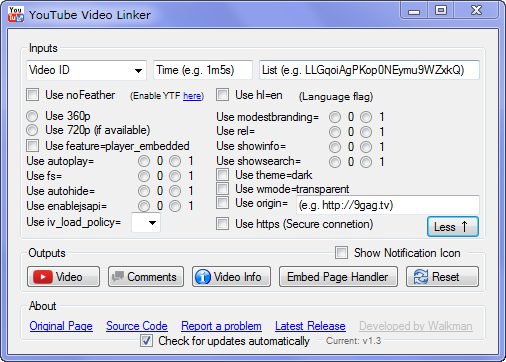 You Tube YouTube Video Linker
Inputs
Video ID Time (e.g. 1m5s) List (e.g. LLGqoiAgPKop0NEymu9WZxkQ)
Use noFeather (Enable YTF here) Use hl=en (Language flag)
Use 360p Use modestbranding= 0 1
Use 720p (if available) Use rel= 0 1
Use feature=player_embedded Use showinfo= 0 1
Use autoplay= 0 1 Use showsearch= 0 1
Use fs= 0 1 Use theme=dark
Use autohide= 0 1 Use wmode=transparent
Use enablejsapi= 0 1 Use origin= (e.g. http://9gag.tv)
Use iv_load_policy= Use https (Secure connetion) Less ↑
Outputs Show Notification Icon
Video Comments Video Info Embed Page Handler Reset
About
Original Page Source Code Report a problem Latest Release Developed by Walkman
Check for updates automatically Current: v1.3